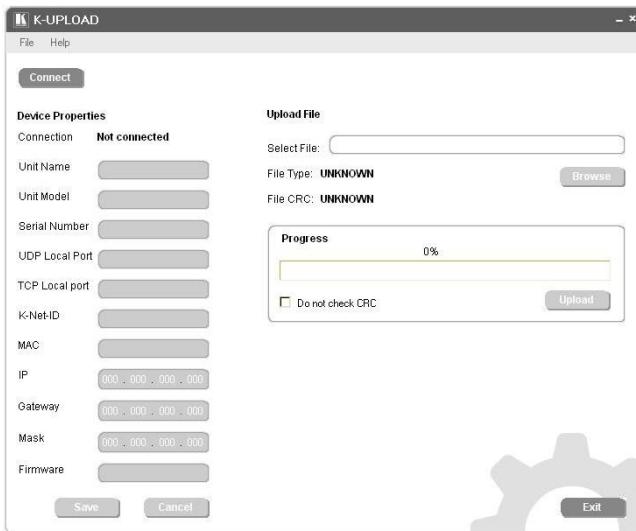 K-UPLOAD
File Help
Connect
Device Properties
Connection Not connected
Unit Name
Unit Model
Serial Number
UDP Local Port
TCP Local port
K-Net-ID
MAC
IP 000 . 000 . 000 . 000
Gateway 000 . 000 . 000 . 000
Mask 000 . 000 . 000 . 000
Firmware
Save Cancel
Upload File
Select File:
File Type: UNKNOWN
Browse
File CRC: UNKNOWN
Progress
0%
Do not check CRC
Upload
Exit